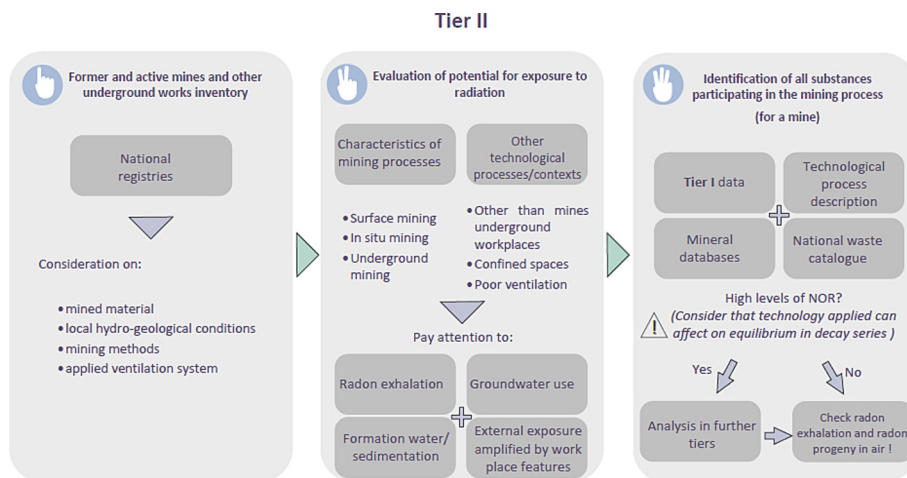 Tier II
Former and active mines and other
underground works inventory
National
registries
Consideration on:
•mined material
•local hydro-geological conditions
•mining methods
•applied ventilation system
Evaluation of potential for exposure to
radiation
Characteristics of
mining processes
Other
technological
processes/contexts
•Surface mining
•In situ mining
•Underground
mining
•Other than mines
underground
workplaces
•Confined spaces
•Poor ventilation
Pay attention to:
Radon exhalation
Groundwater use
Formation water/
sedimentation
External exposure
amplified by work
place features
Identification of all substances
participating in the mining process
(for a mine)
Tier I data
Technological
process
description
Mineral
databases
National waste
catalogue
High levels of NOR?
(Consider that technology applied can
affect on equilibrium in decay series )
!
Yes
No
Analysis in further
tiers
Check radon
exhalation and radon
progeny in air !